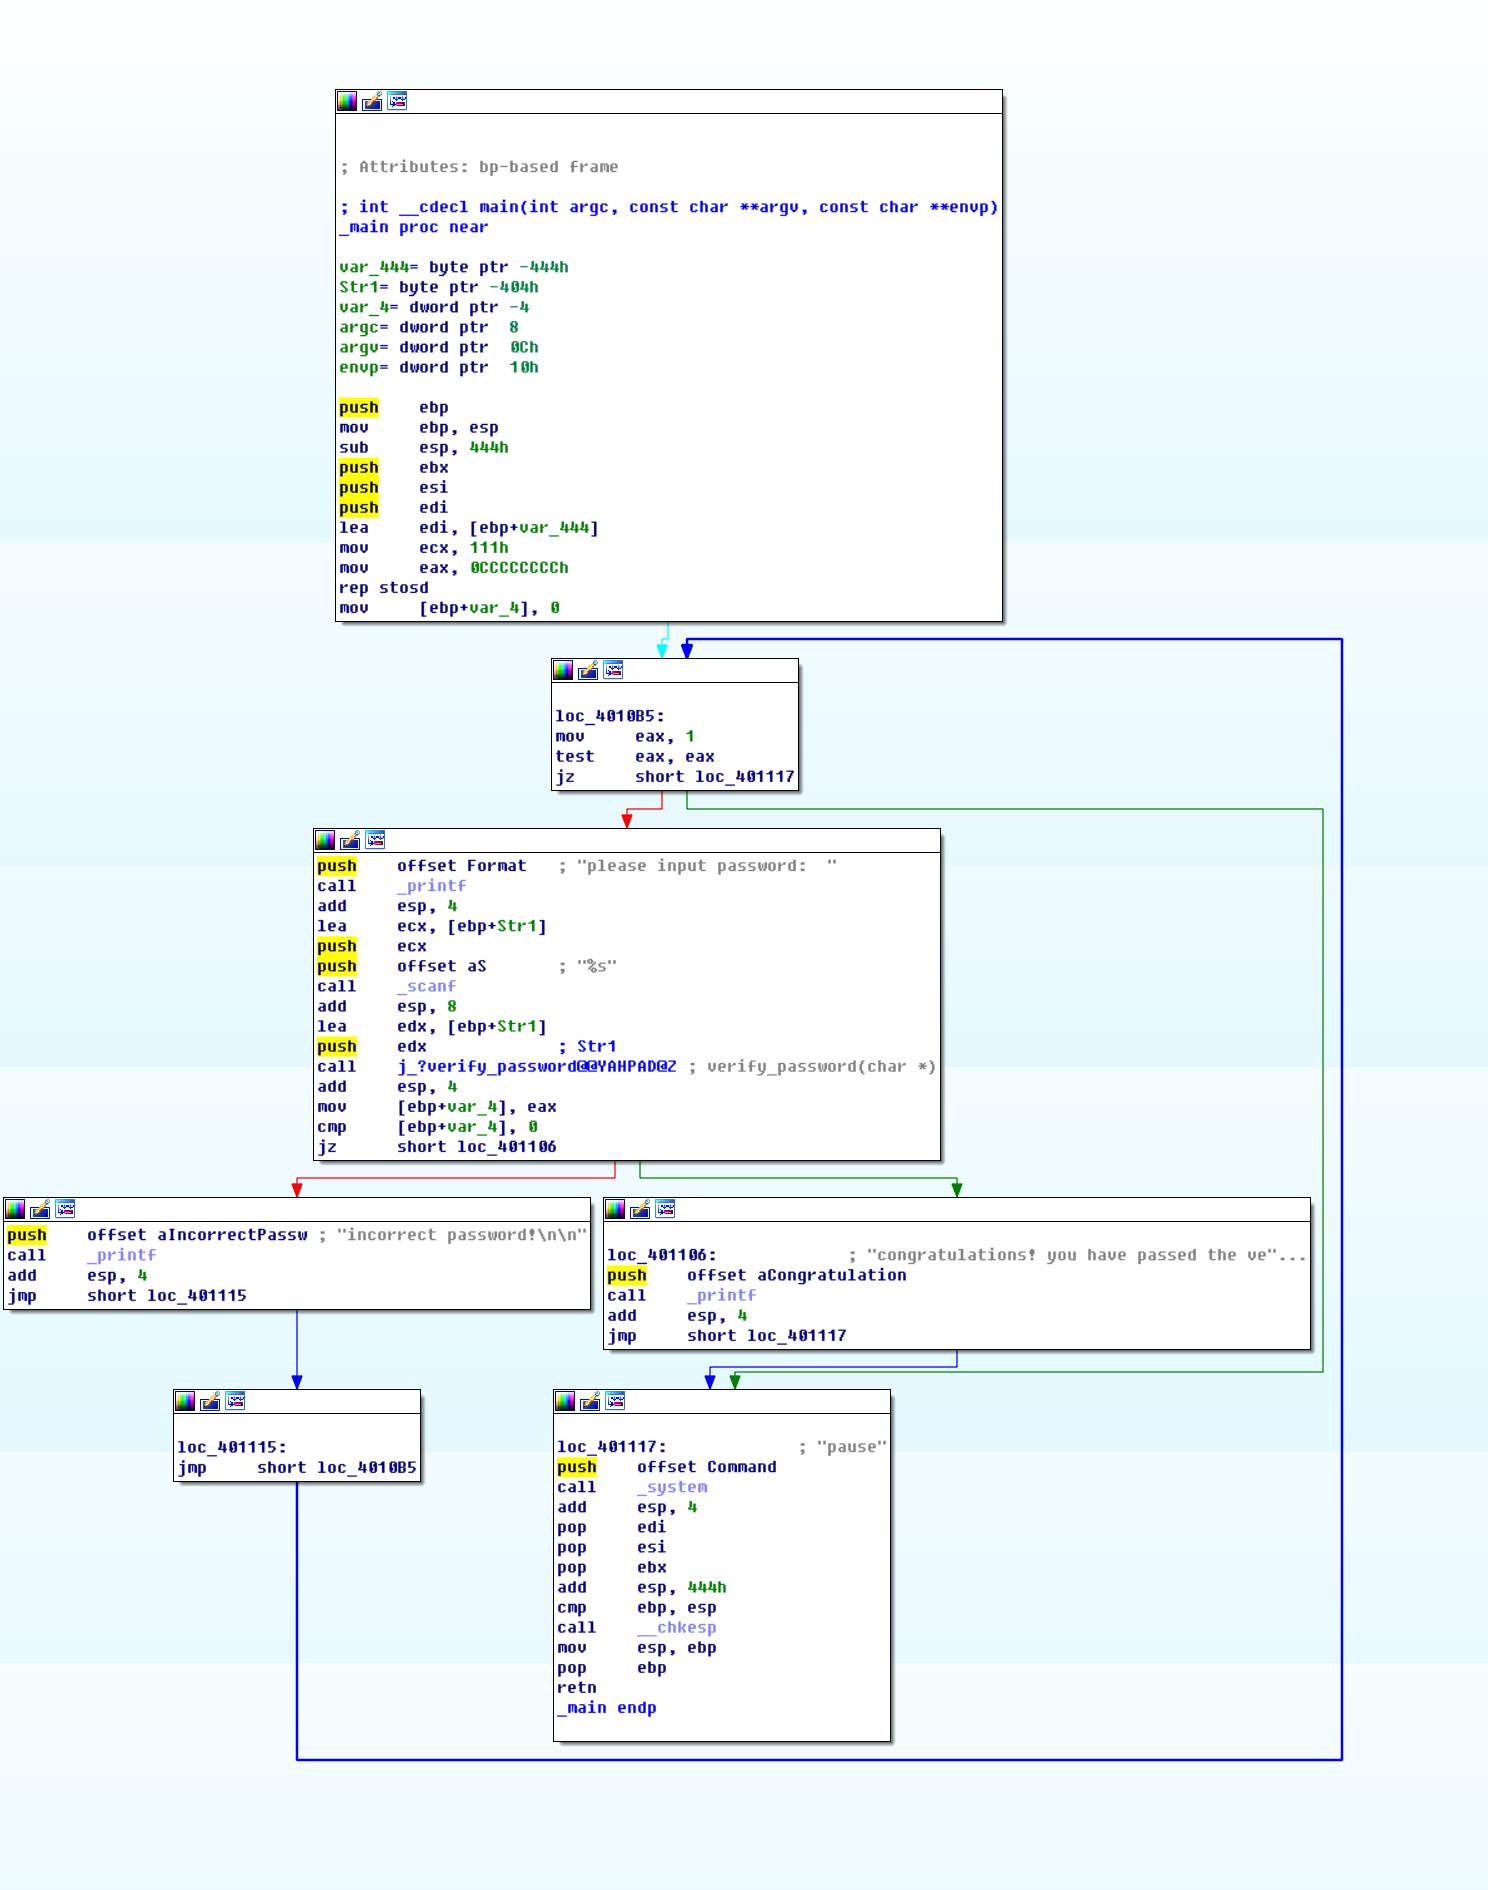 ; Attributes: bp-based frame
; int __cdecl main(int argc, const char **argv, const char **envp)
_main proc near
var_444= byte ptr -444h
Str1= byte ptr -404h
var_4= dword ptr -4
argc= dword ptr  8
argv= dword ptr  0Ch
envp= dword ptr  10h
push    ebp
mov     ebp, esp
sub     esp, 444h
push    ebx
push    esi
push    edi
lea     edi, [ebp+var_444]
mov     ecx, 111h
mov     eax, 0CCCCCCCCh
rep stosd
mov     [ebp+var_4], 0
loc_4010B5:
mov     eax, 1
test    eax, eax
jz      short loc_401117
push    offset Format   ; "please input password:  "
call    _printf
add     esp, 4
lea     ecx, [ebp+Str1]
push    ecx
push    offset aS       ; "%s"
call    _scanf
add     esp, 8
lea     edx, [ebp+Str1]
push    edx             ; Str1
call    j_?verify_password@@YAHPAD@Z ; verify_password(char *)
add     esp, 4
mov     [ebp+var_4], eax
cmp     [ebp+var_4], 0
jz      short loc_401106
push    offset aIncorrectPassw ; "incorrect password!\n\n"
call    _printf
add     esp, 4
jmp     short loc_401115
loc_401106:             ; "congratulations! you have passed the ve"...
push    offset aCongratulation
call    _printf
add     esp, 4
jmp     short loc_401117
loc_401115:
jmp     short loc_4010B5
loc_401117:             ; "pause"
push    offset Command
call    _system
add     esp, 4
pop     edi
pop     esi
pop     ebx
add     esp, 444h
cmp     ebp, esp
call    __chkesp
mov     esp, ebp
pop     ebp
retn
_main endp